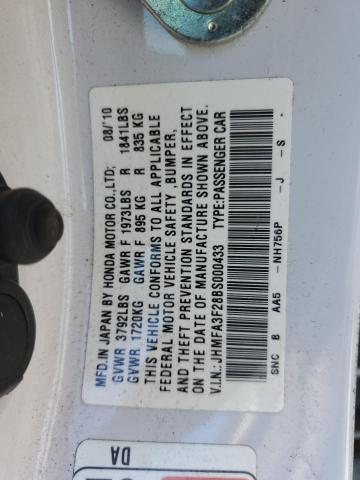 MFD.IN JAPAN BY HONDA MOTOR CO.,LTD; 08/'10
GVWR 3792LBS GAWR F 1973LBS R 1841LBS
GVWR 1720KG GAWR F 895 KG R 835 KG
THIS VEHICLE CONFORMS TO ALL APPLICABLE
FEDERAL MOTOR VEHICLE SAFETY ,BUMPER,
AND THEFT PREVENTION STANDARDS IN EFFECT
ON THE DATE OF MANUFACTURE SHOWN ABOVE.
V.I.N.:JHMFA3F28BS000433 TYPE:PASSENGER CAR
SNC B AA5 -NH756P -J -S -
DA